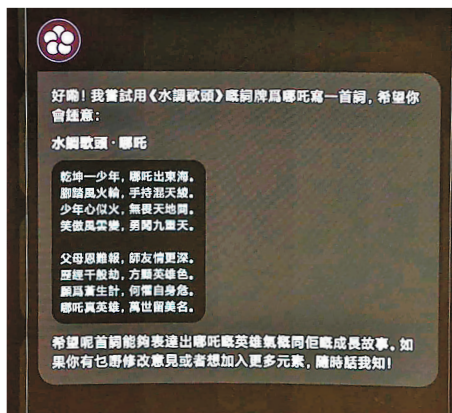 好嘞！我嘗試用《水調歌頭》嘅詞牌爲哪吒寫一首詞，希望你
會鍾意：
水調歌頭·哪吒
乾坤一少年，哪吒出東海。
腳踏風火輪，手持混天綾。
少年心似火，無畏天地間。
笑傲風雲變，勇闖九重天。
父母恩難報，師友情更深。
歷經千般劫，方顯英雄色。
願爲蒼生計，何懼自身危。
哪吒真英雄，萬世留美名。
希望呢首詞能夠表達出哪吒嘅英雄氣概同佢嘅成長故事。如
果你有乜嘢修改意見或者想加入更多元素，隨時話我知！